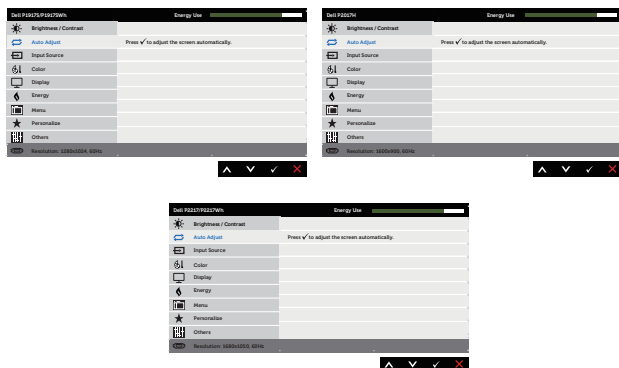 Dell P1917S/P1917SWh Energy Use
Brightness / Contrast
Auto Adjust Press ✓ to adjust the screen automatically.
Input Source
Color
Display
Energy
Menu
Personalize
Others
Resolution: 1280x1024, 60Hz
Dell P2017H Energy Use
Brightness / Contrast
Auto Adjust Press ✓ to adjust the screen automatically.
Input Source
Color
Display
Energy
Menu
Personalize
Others
Resolution: 1600x900, 60Hz
Dell P2217/P2217Wh Energy Use
Brightness / Contrast
Auto Adjust Press ✓ to adjust the screen automatically.
Input Source
Color
Display
Energy
Menu
Personalize
Others
Resolution: 1680x1050, 60Hz